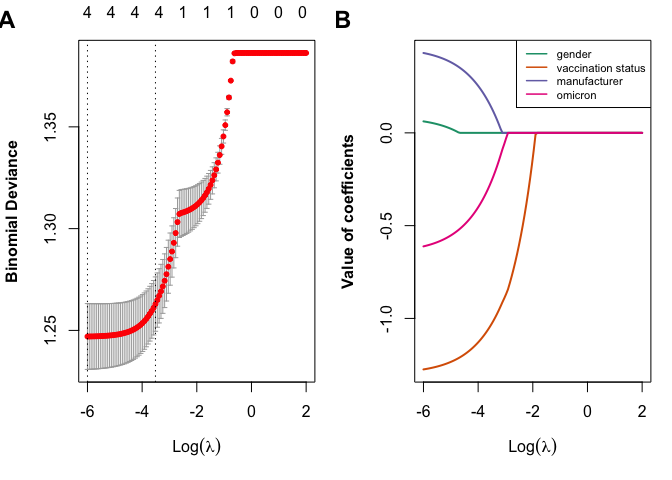 A
4 4 4 4 1 1 1 0 0 0
Binomial Deviance
1.35
1.30
1.25
-6 -4 -2 0 2
Log(λ)
B
gender
vaccination status
manufacturer
omicron
Value of coefficients
0.0
-0.5
-1.0
-6 -4 -2 0 2
Log(λ)